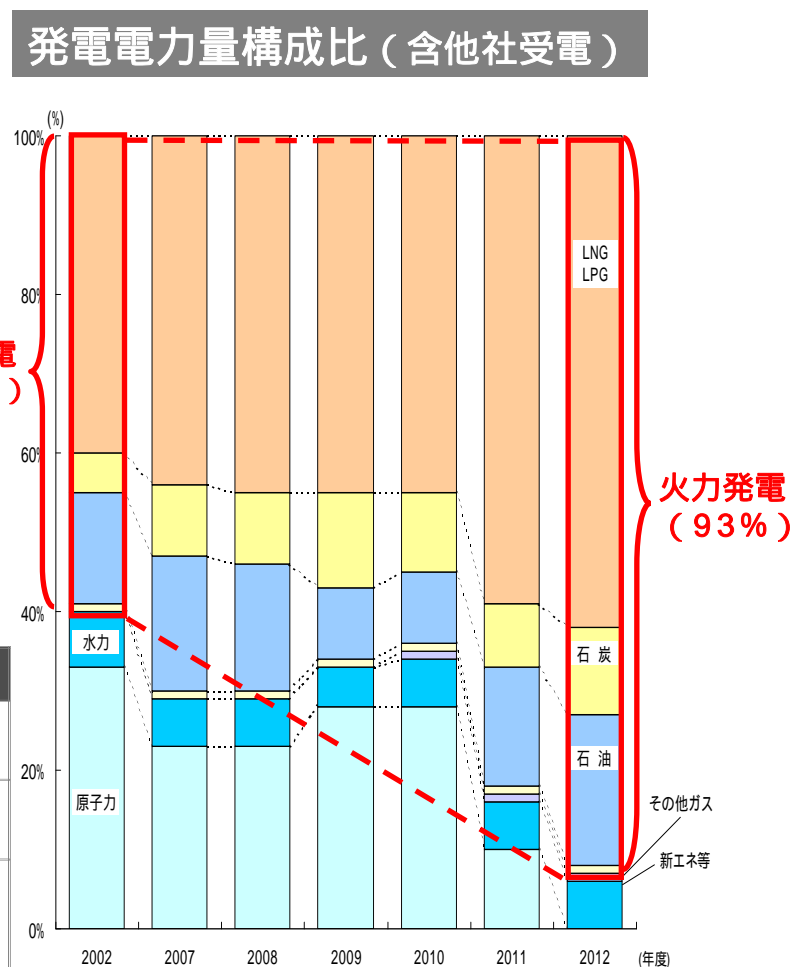 発電電力量構成比(含他社受電)
(%)
100%
80%
60%
40%
20%
0%
電
)
LNG
LPG
石 炭
石 油
水力
原子力
火力発電
(93%)
その他ガス
新エネ等
2002 2007 2008 2009 2010 2011 2012 (年度)